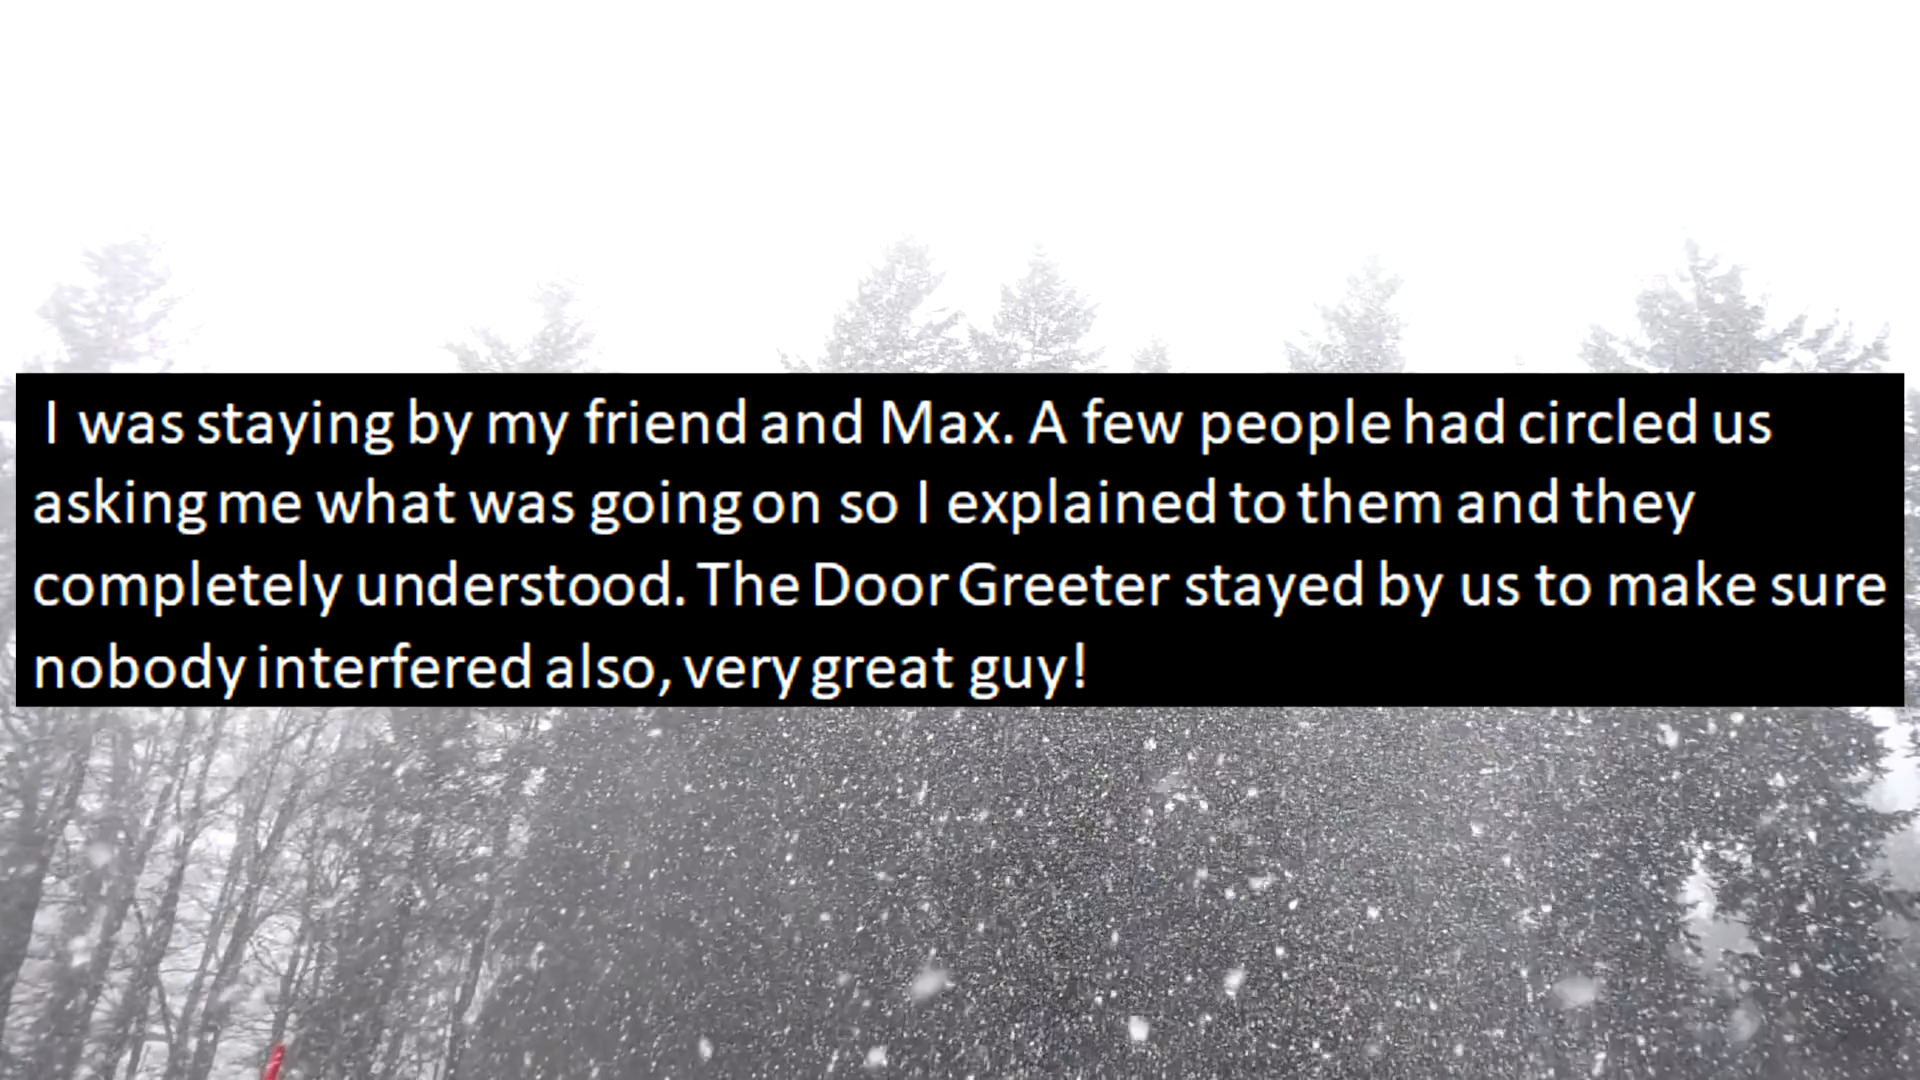 I was staying by my friend and Max. A few people had circled us
asking me what was going on so I explained to them and they
completely understood. The Door Greeter stayed by us to make sure
nobody interfered also, very great guy!